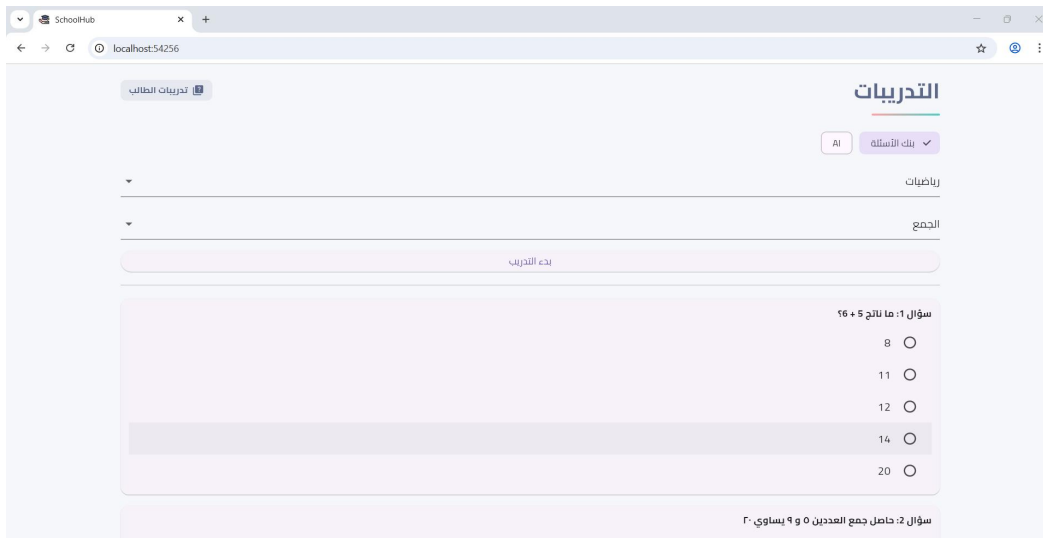 SchoolHub
localhost:54256
التدريبات
تدريبات الطالب
بنك الأسئلة
AI
رياضيات
الجمع
بدء التدريب
سؤال 1: ما ناتج 5 + 6؟
8
11
12
14
20
سؤال 2: حاصل جمع العددين ٥ و ٩ يساوي ٢٠